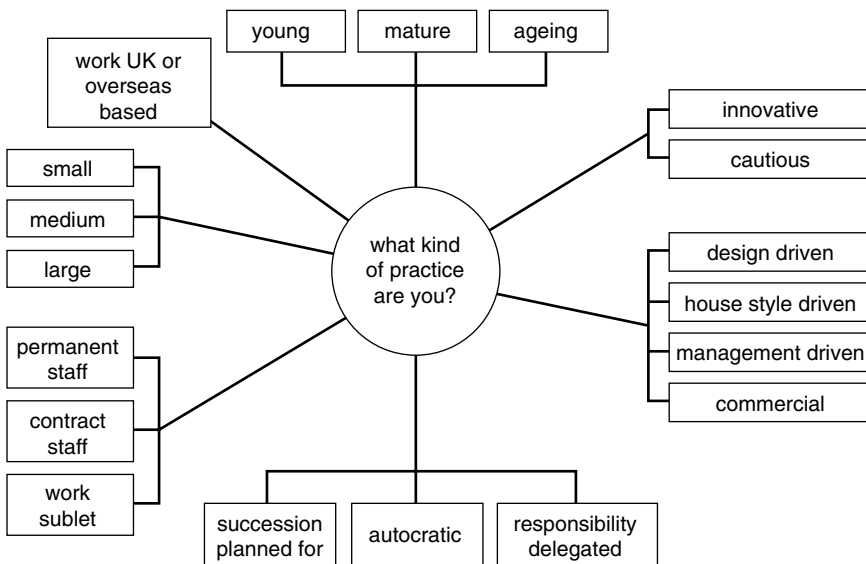 young
mature
ageing
work UK or
overseas
based
innovative
cautious
small
medium
large
what kind
of practice
are you?
design driven
house style driven
management driven
commercial
permanent
staff
contract
staff
work
sublet
succession
planned for
autocratic
responsibility
delegated